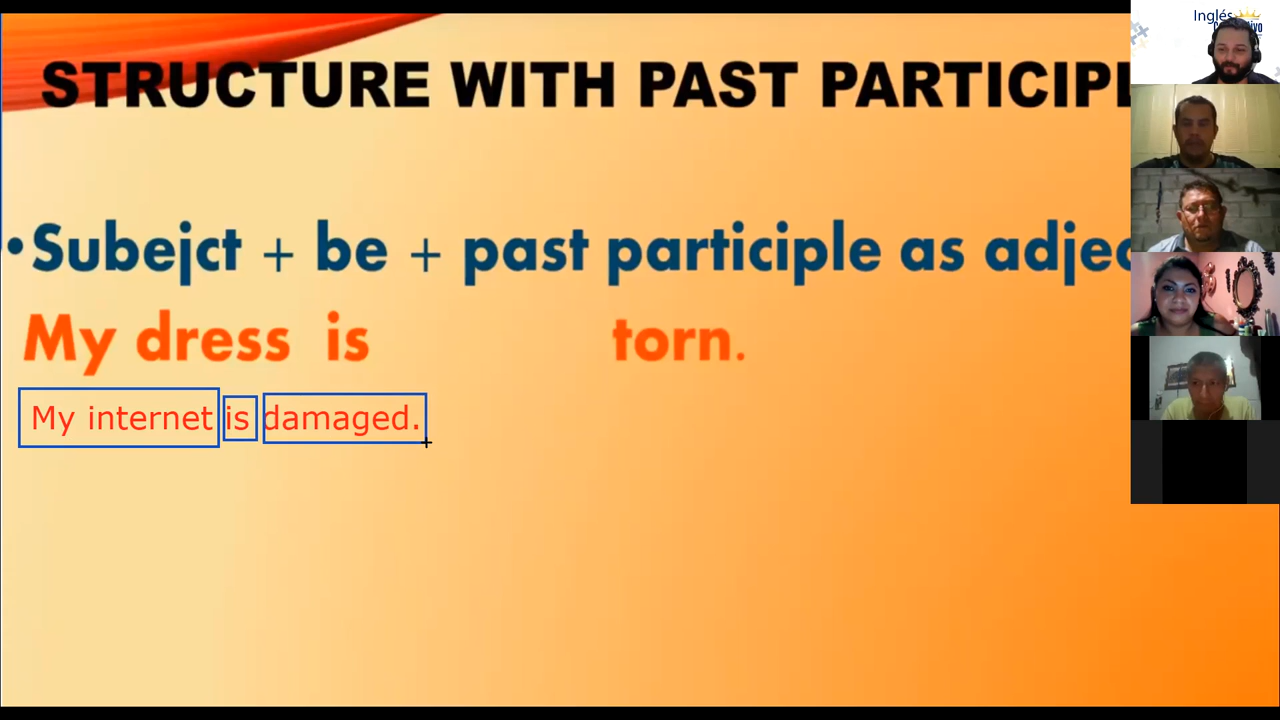 STRUCTURE WITH PAST PARTICIPL
• Subejct + be + past participle as adjec
My dress is torn.
My internet is damaged.
Inglés